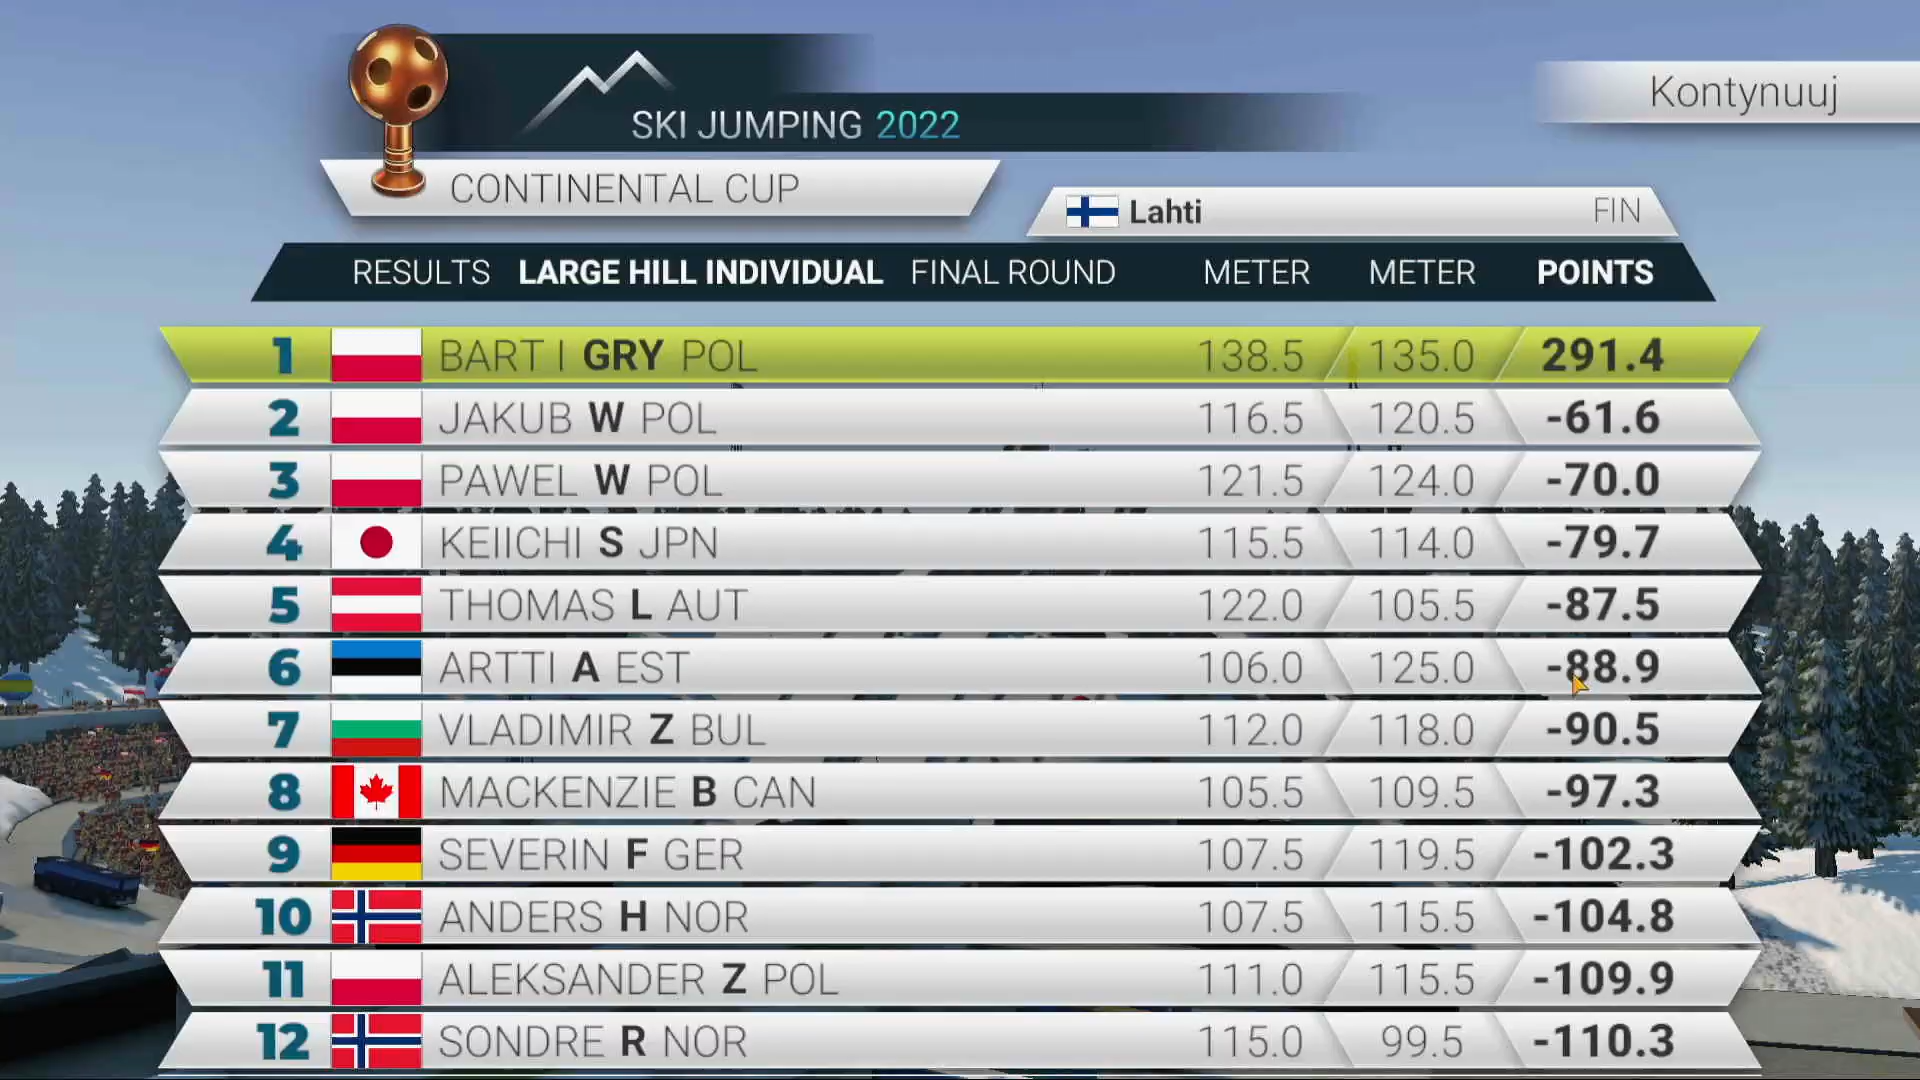 SKI JUMPING 2022
Kontynuuj
CONTINENTAL CUP
Lahti FIN
RESULTS LARGE HILL INDIVIDUAL FINAL ROUND METER METER POINTS
1 BART I GRY POL 138.5 135.0 291.4
2 JAKUB W POL 116.5 120.5 -61.6
3 PAWEL W POL 121.5 124.0 -70.0
4 KEIICHI S JPN 115.5 114.0 -79.7
5 THOMAS L AUT 122.0 105.5 -87.5
6 ARTTI A EST 106.0 125.0 -88.9
7 VLADIMIR Z BUL 112.0 118.0 -90.5
8 MACKENZIE B CAN 105.5 109.5 -97.3
9 SEVERIN F GER 107.5 119.5 -102.3
10 ANDERS H NOR 107.5 115.5 -104.8
11 ALEKSANDER Z POL 111.0 115.5 -109.9
12 SONDRE R NOR 115.0 99.5 -110.3